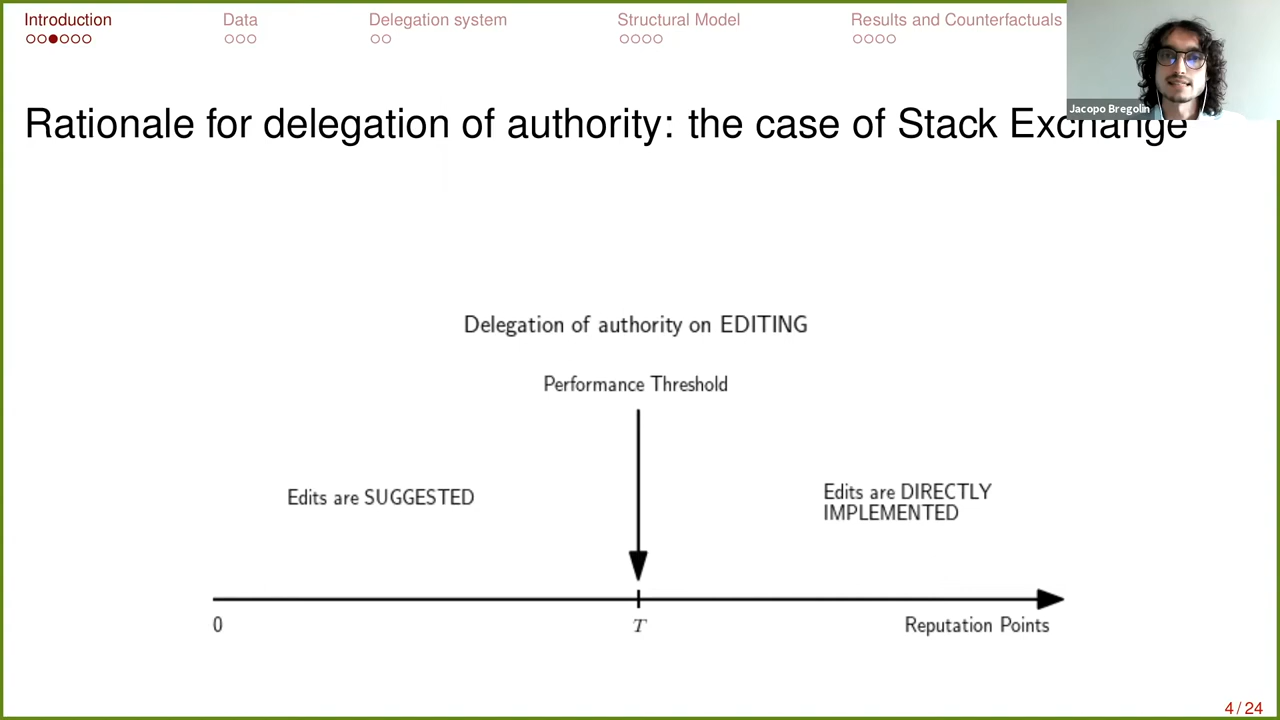 Introduction
Data
Delegation system
Structural Model
Results and Counterfactuals
Jacopo Bregolin
Rationale for delegation of authority: the case of Stack Exchange
Delegation of authority on EDITING
Performance Threshold
Edits are SUGGESTED
Edits are DIRECTLY
IMPLEMENTED
0
T
Reputation Points
4 / 24